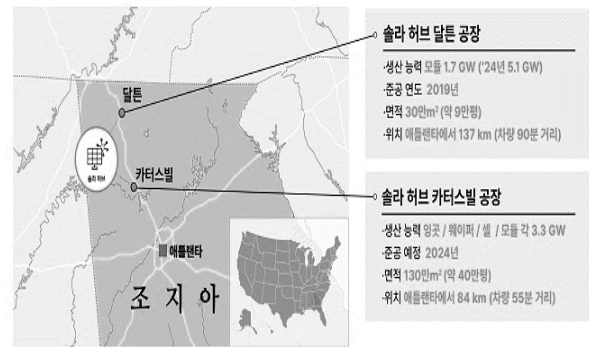 솔라 허브 달튼 공장
·생산 능력 모듈 1.7 GW ('24년 5.1 GW)
·준공 연도 2019년
·면적 30만m² (약 9만평)
·위치 애틀랜타에서 137 km (차량 90분 거리)
달튼
솔라 허브
카터스빌
솔라 허브 카터스빌 공장
·생산 능력 잉곳 / 웨이퍼 / 셀 / 모듈 각 3.3 GW
·준공 예정 2024년
·면적 130만m² (약 40만평)
·위치 애틀랜타에서 84 km (차량 55분 거리)
애틀랜타
조 지 아